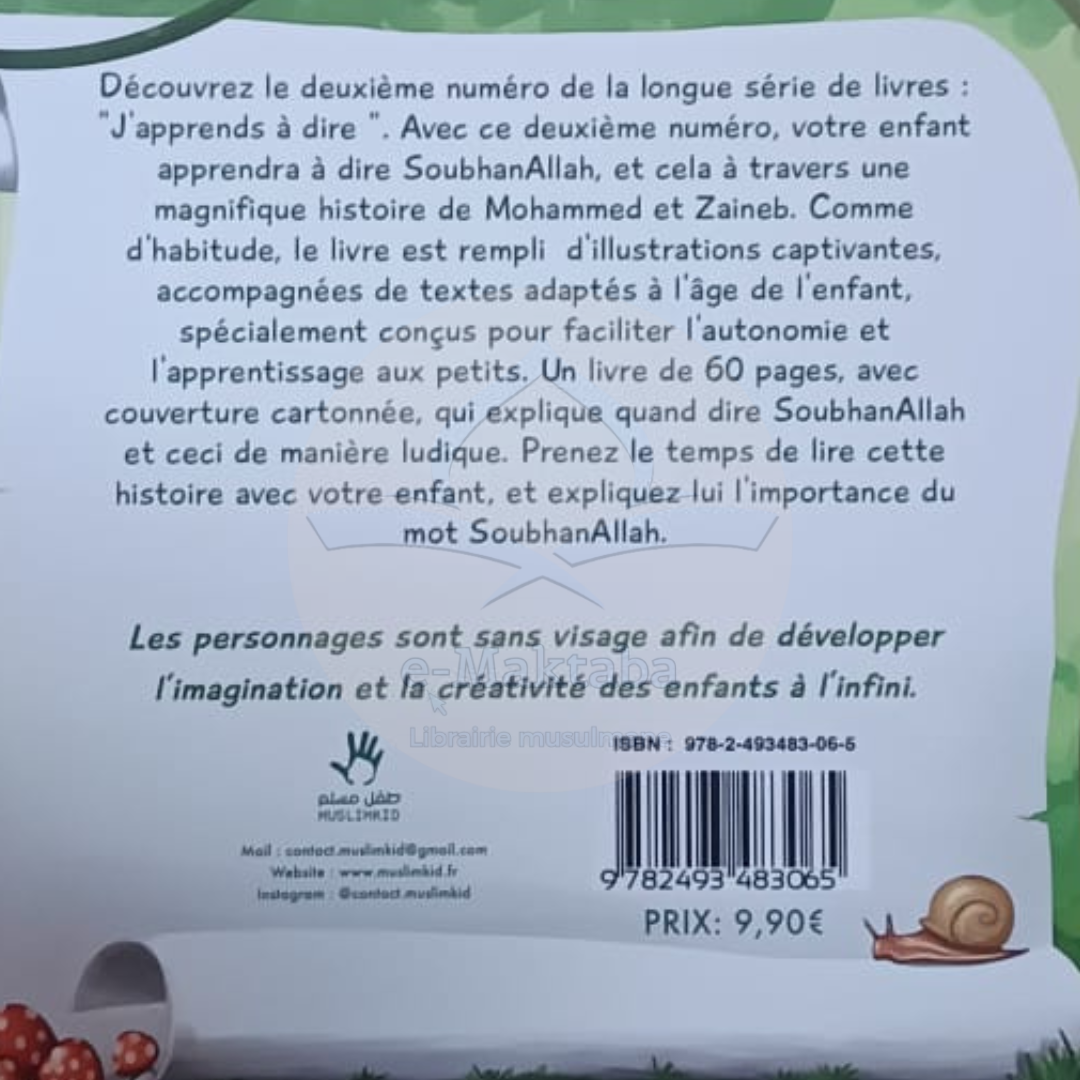 Découvrez le deuxième numéro de la longue série de livres :
"J'apprends à dire ". Avec ce deuxième numéro, votre enfant
apprendra à dire SoubhanAllah, et cela à travers une
magnifique histoire de Mohammed et Zaineb. Comme
d'habitude, le livre est rempli d'illustrations captivantes,
accompagnées de textes adaptés à l'âge de l'enfant,
spécialement conçus pour faciliter l'autonomie et
l'apprentissage aux petits. Un livre de 60 pages, avec
couverture cartonnée, qui explique quand dire SoubhanAllah
et ceci de manière ludique. Prenez le temps de lire cette
histoire avec votre enfant, et expliquez lui l'importance du
mot SoubhanAllah.
Les personnages sont sans visage afin de développer
e-Maktaba
l'imagination et la créativité des enfants à l'infini.
Librairie musulmane
ISBN : 978-2-493483-06-5
طفل مسلم
MUSLIMKID
Mail : contact.muslimkid@gmail.com
Website : www.muslimkid.fr
Instagram : @contact.muslimkid
9 782493 483065
PRIX: 9,90€